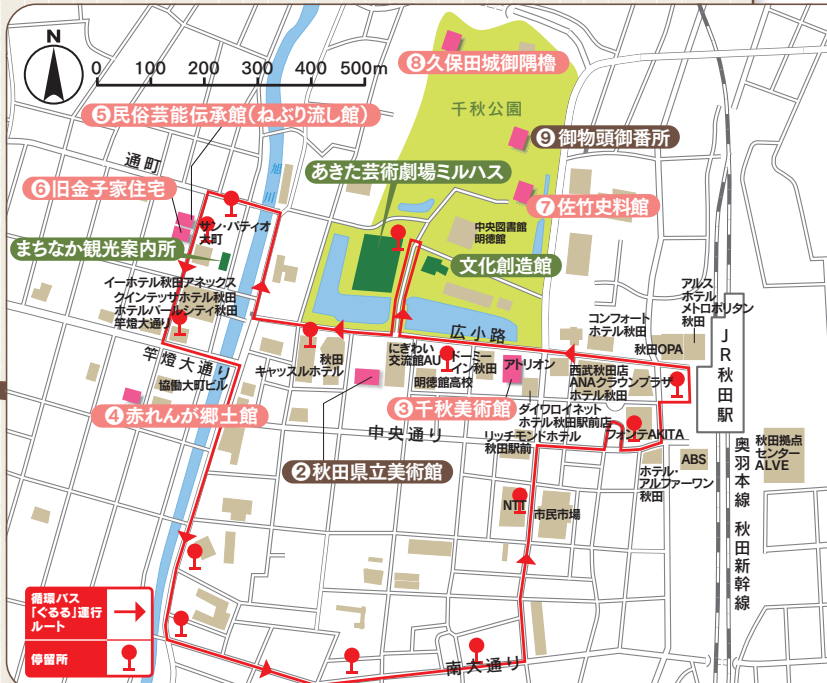 N
0 100 200 300 400 500m
⑧久保田城御隅櫓
千秋公園
⑤民俗芸能伝承館(ねぶり流し館)
⑨御物頭御番所
通町
旭川
あきた芸術劇場ミルハス
⑥旧金子家住宅
⑦佐竹史料館
サン・パティオ
大町
中央図書館
明徳館
まちなか観光案内所
文化創造館
イーホテル秋田アネックス
クインテッサホテル秋田
ホテルパールシティ秋田
竿燈大通り
アルス
ホテル
メトロポリタン
秋田
コンフォート
ホテル秋田
広小路
秋田OPA
JR秋田駅
竿燈大通り
協働大町ビル
秋田
キャッスルホテル
にぎわい
交流館AU
ドーミー
イン秋田
明徳館高校
アトリオン
西武秋田店
ANAクラウンプラザ
ホテル秋田
④赤れんが郷土館
③千秋美術館
ダイワロイネット
ホテル秋田駅前店
中央通り
リッチモンドホテル
秋田駅前
フォンテAKITA
②秋田県立美術館
ABS
ホテル・
アルファーワン
秋田
秋田拠点
センター
ALVE
奥羽本線 秋田新幹線
NTT
市民市場
循環バス
「ぐるる」運行
ルート
停留所
南大通り